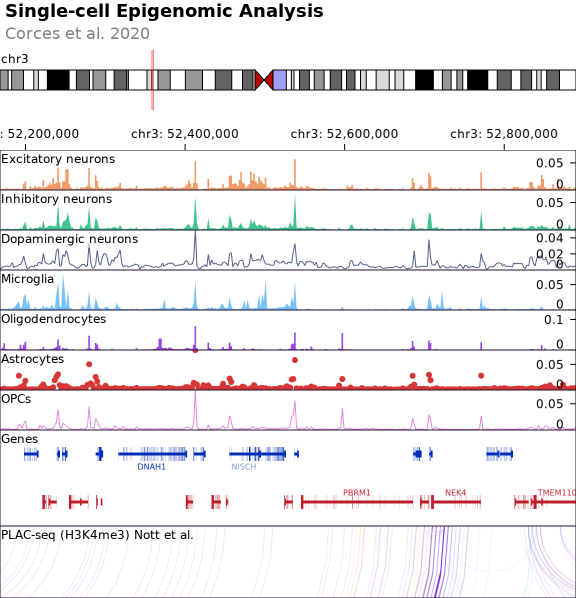 Single-cell Epigenomic Analysis
Corces et al. 2020
chr3
: 52,200,000 chr3: 52,400,000 chr3: 52,600,000 chr3: 52,800,000
Excitatory neurons 0.05
0
Inhibitory neurons 0.05
0
Dopaminergic neurons 0.04
0.02
0
Microglia 0.05
0
Oligodendrocytes 0.1
0
Astrocytes 0.05
0
OPCs 0.05
0
Genes
DNAH1 NISCH
PBRM1 NEK4 TMEM110
PLAC-seq (H3K4me3) Nott et al.